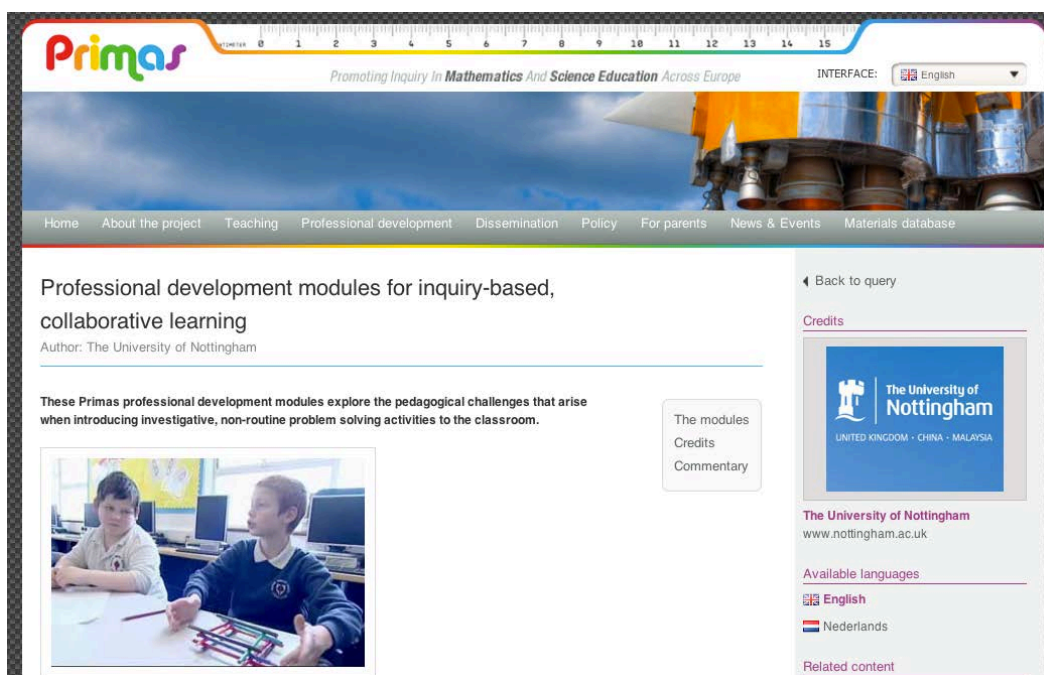 Primas
CENTIMETER 0 1 2 3 4 5 6 7 8 9 10 11 12 13 14 15
Promoting Inquiry In Mathematics And Science Education Across Europe
INTERFACE: English
Home About the project Teaching Professional development Dissemination Policy For parents News & Events Materials database
Professional development modules for inquiry-based,
collaborative learning
Author: The University of Nottingham
These Primas professional development modules explore the pedagogical challenges that arise
when introducing investigative, non-routine problem solving activities to the classroom.
The modules
Credits
Commentary
Back to query
Credits
The University of
Nottingham
UNITED KINGDOM · CHINA · MALAYSIA
The University of Nottingham
www.nottingham.ac.uk
Available languages
English
Nederlands
Related content